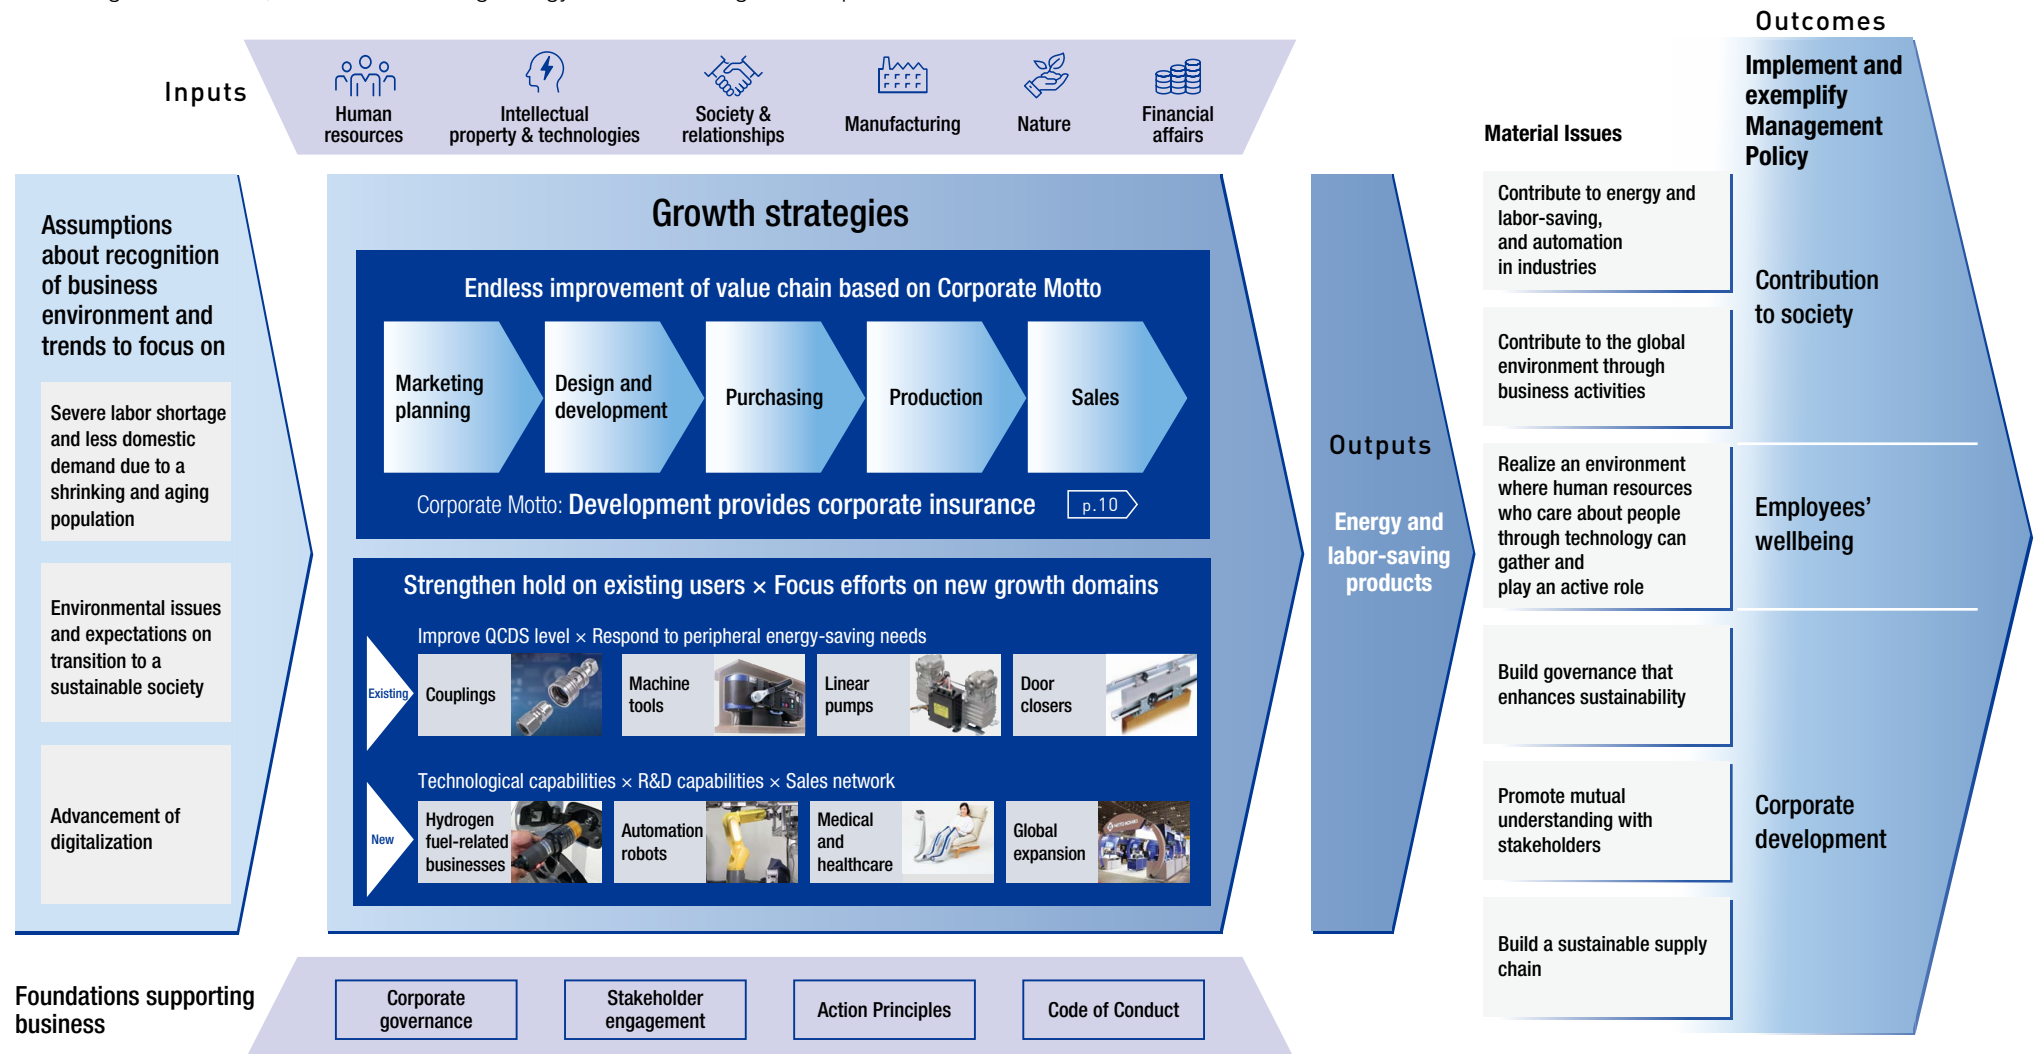 Inputs
Human
resources
Intellectual
property & technologies
Society &
relationships
Manufacturing
Nature
Financial
affairs
Assumptions
about recognition
of business
environment and
trends to focus on
Severe labor shortage
and less domestic
demand due to a
shrinking and aging
population
Environmental issues
and expectations on
transition to a
sustainable society
Advancement of
digitalization
Growth strategies
Endless improvement of value chain based on Corporate Motto
Marketing
planning
Design and
development
Purchasing
Production
Sales
Corporate Motto: Development provides corporate insurance
p.10
Strengthen hold on existing users × Focus efforts on new growth domains
Improve QCDS level × Respond to peripheral energy-saving needs
Existing
Couplings
Machine
tools
Linear
pumps
Door
closers
Technological capabilities × R&D capabilities × Sales network
New
Hydrogen
fuel-related
businesses
Automation
robots
Medical
and
healthcare
Global
expansion
Outputs
Energy and
labor-saving
products
Material Issues
Contribute to energy and
labor-saving,
and automation
in industries
Contribute to the global
environment through
business activities
Realize an environment
where human resources
who care about people
through technology can
gather and
play an active role
Build governance that
enhances sustainability
Promote mutual
understanding with
stakeholders
Build a sustainable supply
chain
Outcomes
Implement and
exemplify
Management
Policy
Contribution
to society
Employees'
wellbeing
Corporate
development
Foundations supporting
business
Corporate
governance
Stakeholder
engagement
Action Principles
Code of Conduct